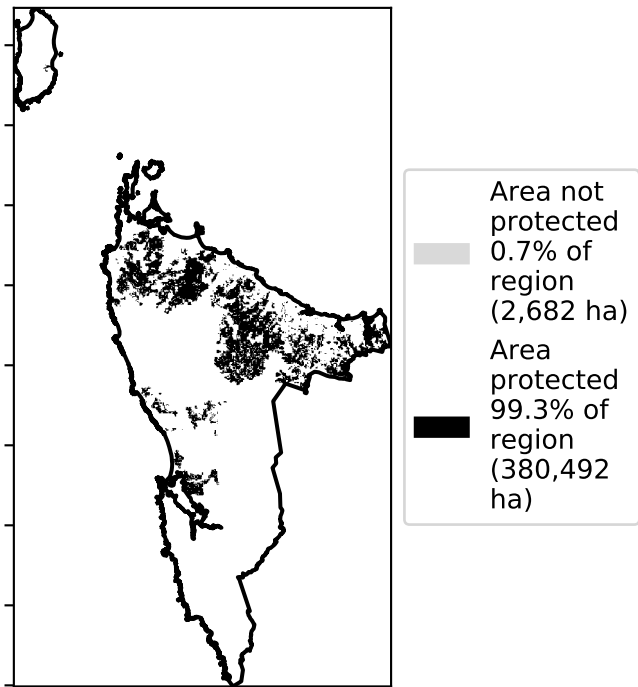 Area not
protected
0.7% of
region
(2,682 ha)
Area
protected
99.3% of
region
(380,492
ha)